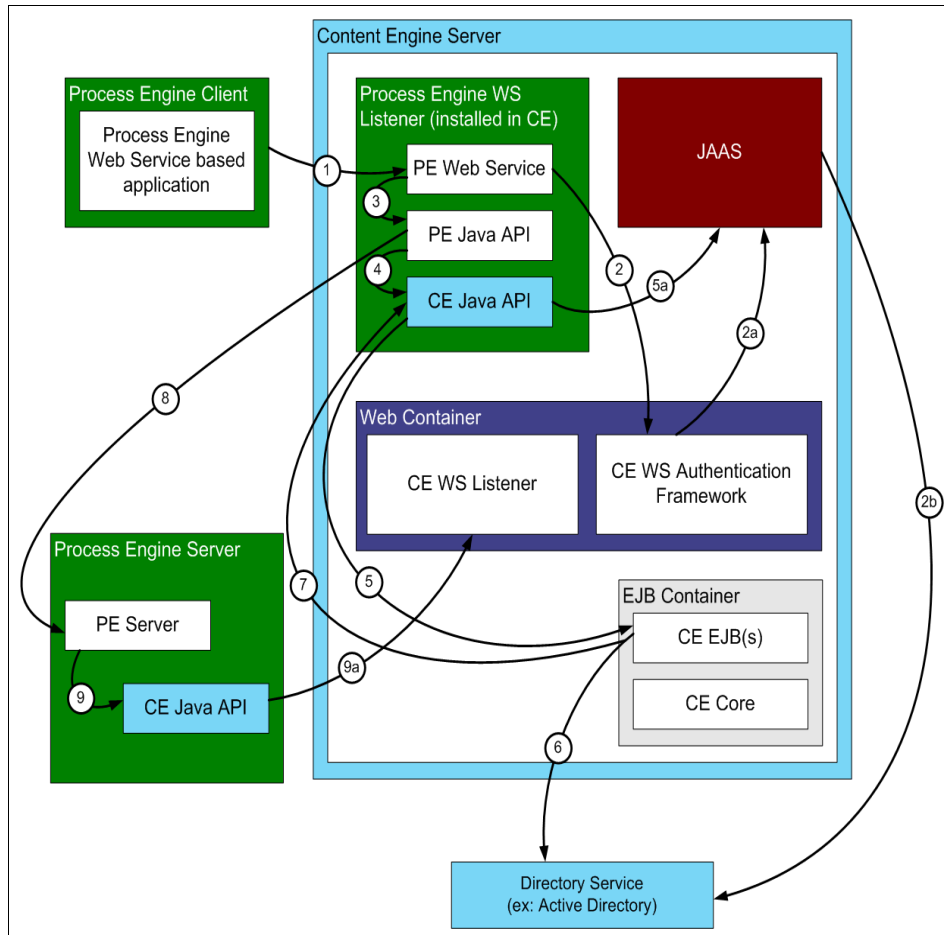 Content Engine Server
Process Engine Client
Process Engine
Web Service based
application
Process Engine WS
Listener (installed in CE)
PE Web Service
PE Java API
CE Java API
JAAS
1
3
4
2
5a
2a
8
Web Container
CE WS Listener
CE WS Authentication
Framework
2b
Process Engine Server
PE Server
9
CE Java API
9a
7
5
EJB Container
CE EJB(s)
CE Core
6
Directory Service
(ex: Active Directory)